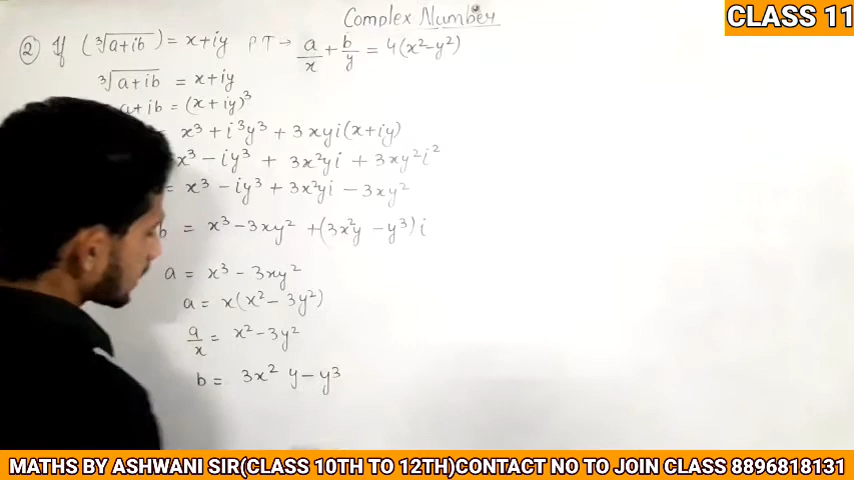 Complex Number
CLASS 11
② If (∛a+ib) = x+iy P T → a/x + b/y = 4(x²-y²)
∛a+ib = x+iy
a+ib = (x+iy)³
= x³ + i³y³ + 3xyi(x+iy)
x³ - iy³ + 3x²yi + 3xy²i²
= x³ - iy³ + 3x²yi - 3xy²
b = x³ - 3xy² + (3x²y - y³)i
a = x³ - 3xy²
a = x(x² - 3y²)
a/x = x² - 3y²
b = 3x² y - y³
MATHS BY ASHWANI SIR(CLASS 10TH TO 12TH)CONTACT NO TO JOIN CLASS 8896818131